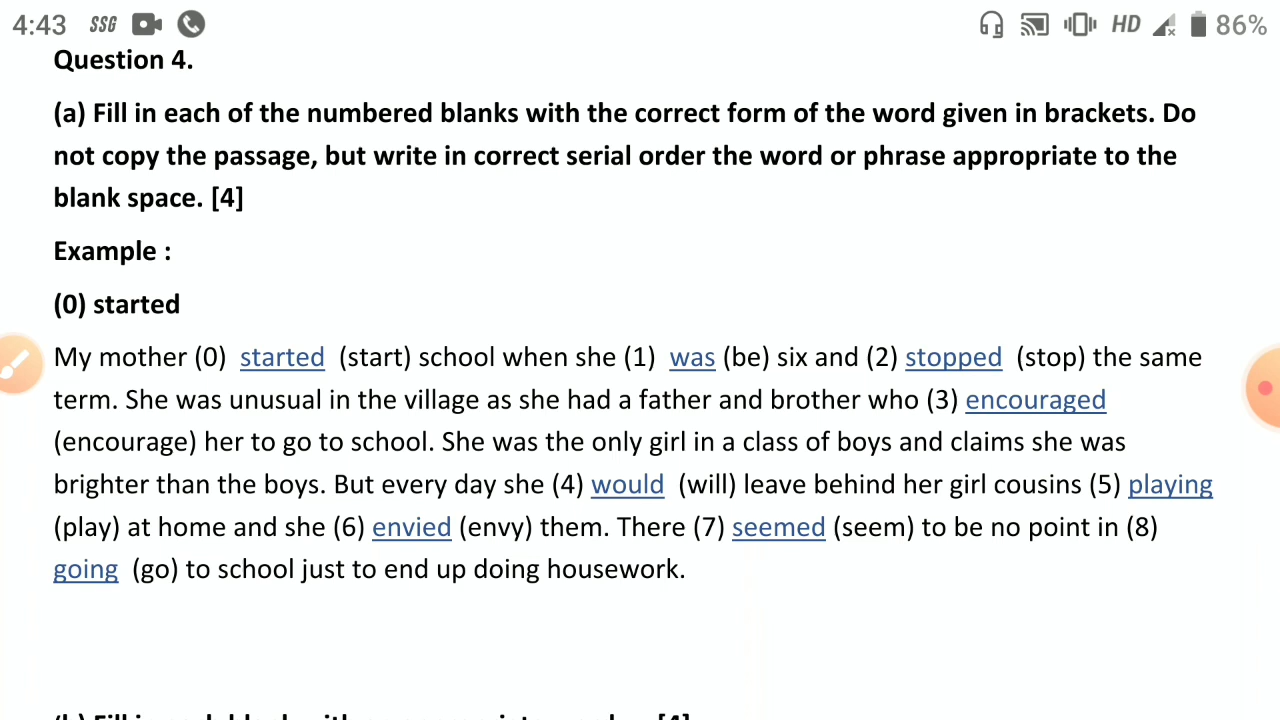 4:43 SSG HD 86%
Question 4.
(a) Fill in each of the numbered blanks with the correct form of the word given in brackets. Do
not copy the passage, but write in correct serial order the word or phrase appropriate to the
blank space. [4]
Example :
(0) started
My mother (0) started (start) school when she (1) was (be) six and (2) stopped (stop) the same
term. She was unusual in the village as she had a father and brother who (3) encouraged
(encourage) her to go to school. She was the only girl in a class of boys and claims she was
brighter than the boys. But every day she (4) would (will) leave behind her girl cousins (5) playing
(play) at home and she (6) envied (envy) them. There (7) seemed (seem) to be no point in (8)
going (go) to school just to end up doing housework.
(b) Fill in each blank with [4]